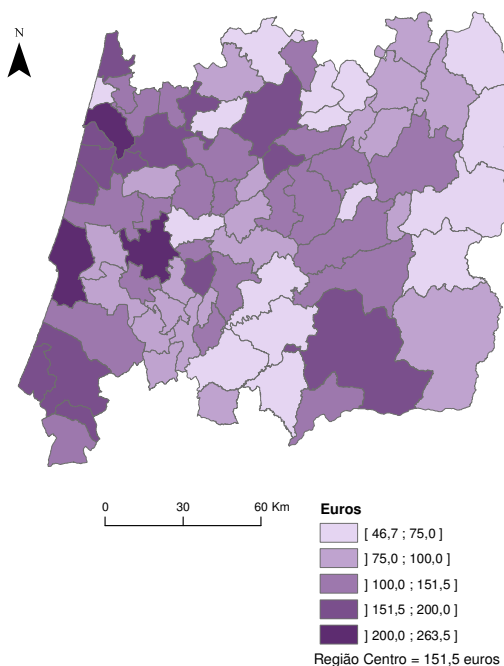 N
0 30 60 Km
Euros
[ 46,7 ; 75,0 ]
] 75,0 ; 100,0 ]
] 100,0 ; 151,5 ]
] 151,5 ; 200,0 ]
] 200,0 ; 263,5 ]
Região Centro = 151,5 euros